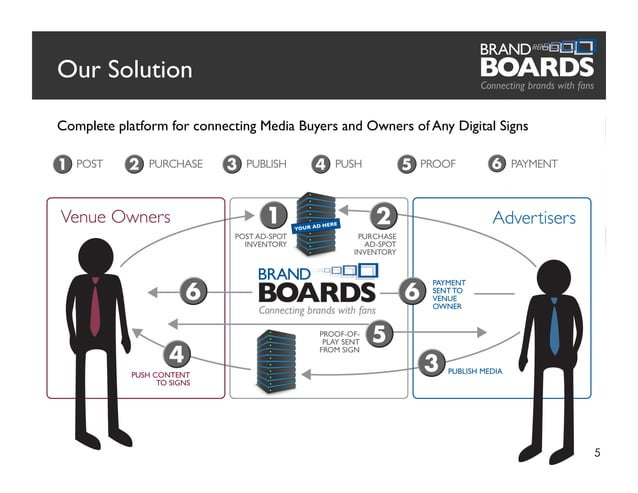 Our Solution
BRAND
BOARDS
Connecting brands with fans
Complete platform for connecting Media Buyers and Owners of Any Digital Signs
1 POST 2 PURCHASE 3 PUBLISH 4 PUSH 5 PROOF 6 PAYMENT
Venue Owners
Advertisers
1
POST AD-SPOT
INVENTORY
YOUR AD HERE
2
PURCHASE
AD-SPOT
INVENTORY
BRAND
BOARDS
Connecting brands with fans
6
6
PAYMENT
SENT TO
VENUE
OWNER
PROOF-OF-
PLAY SENT
FROM SIGN
5
4
PUSH CONTENT
TO SIGNS
3
PUBLISH MEDIA
5